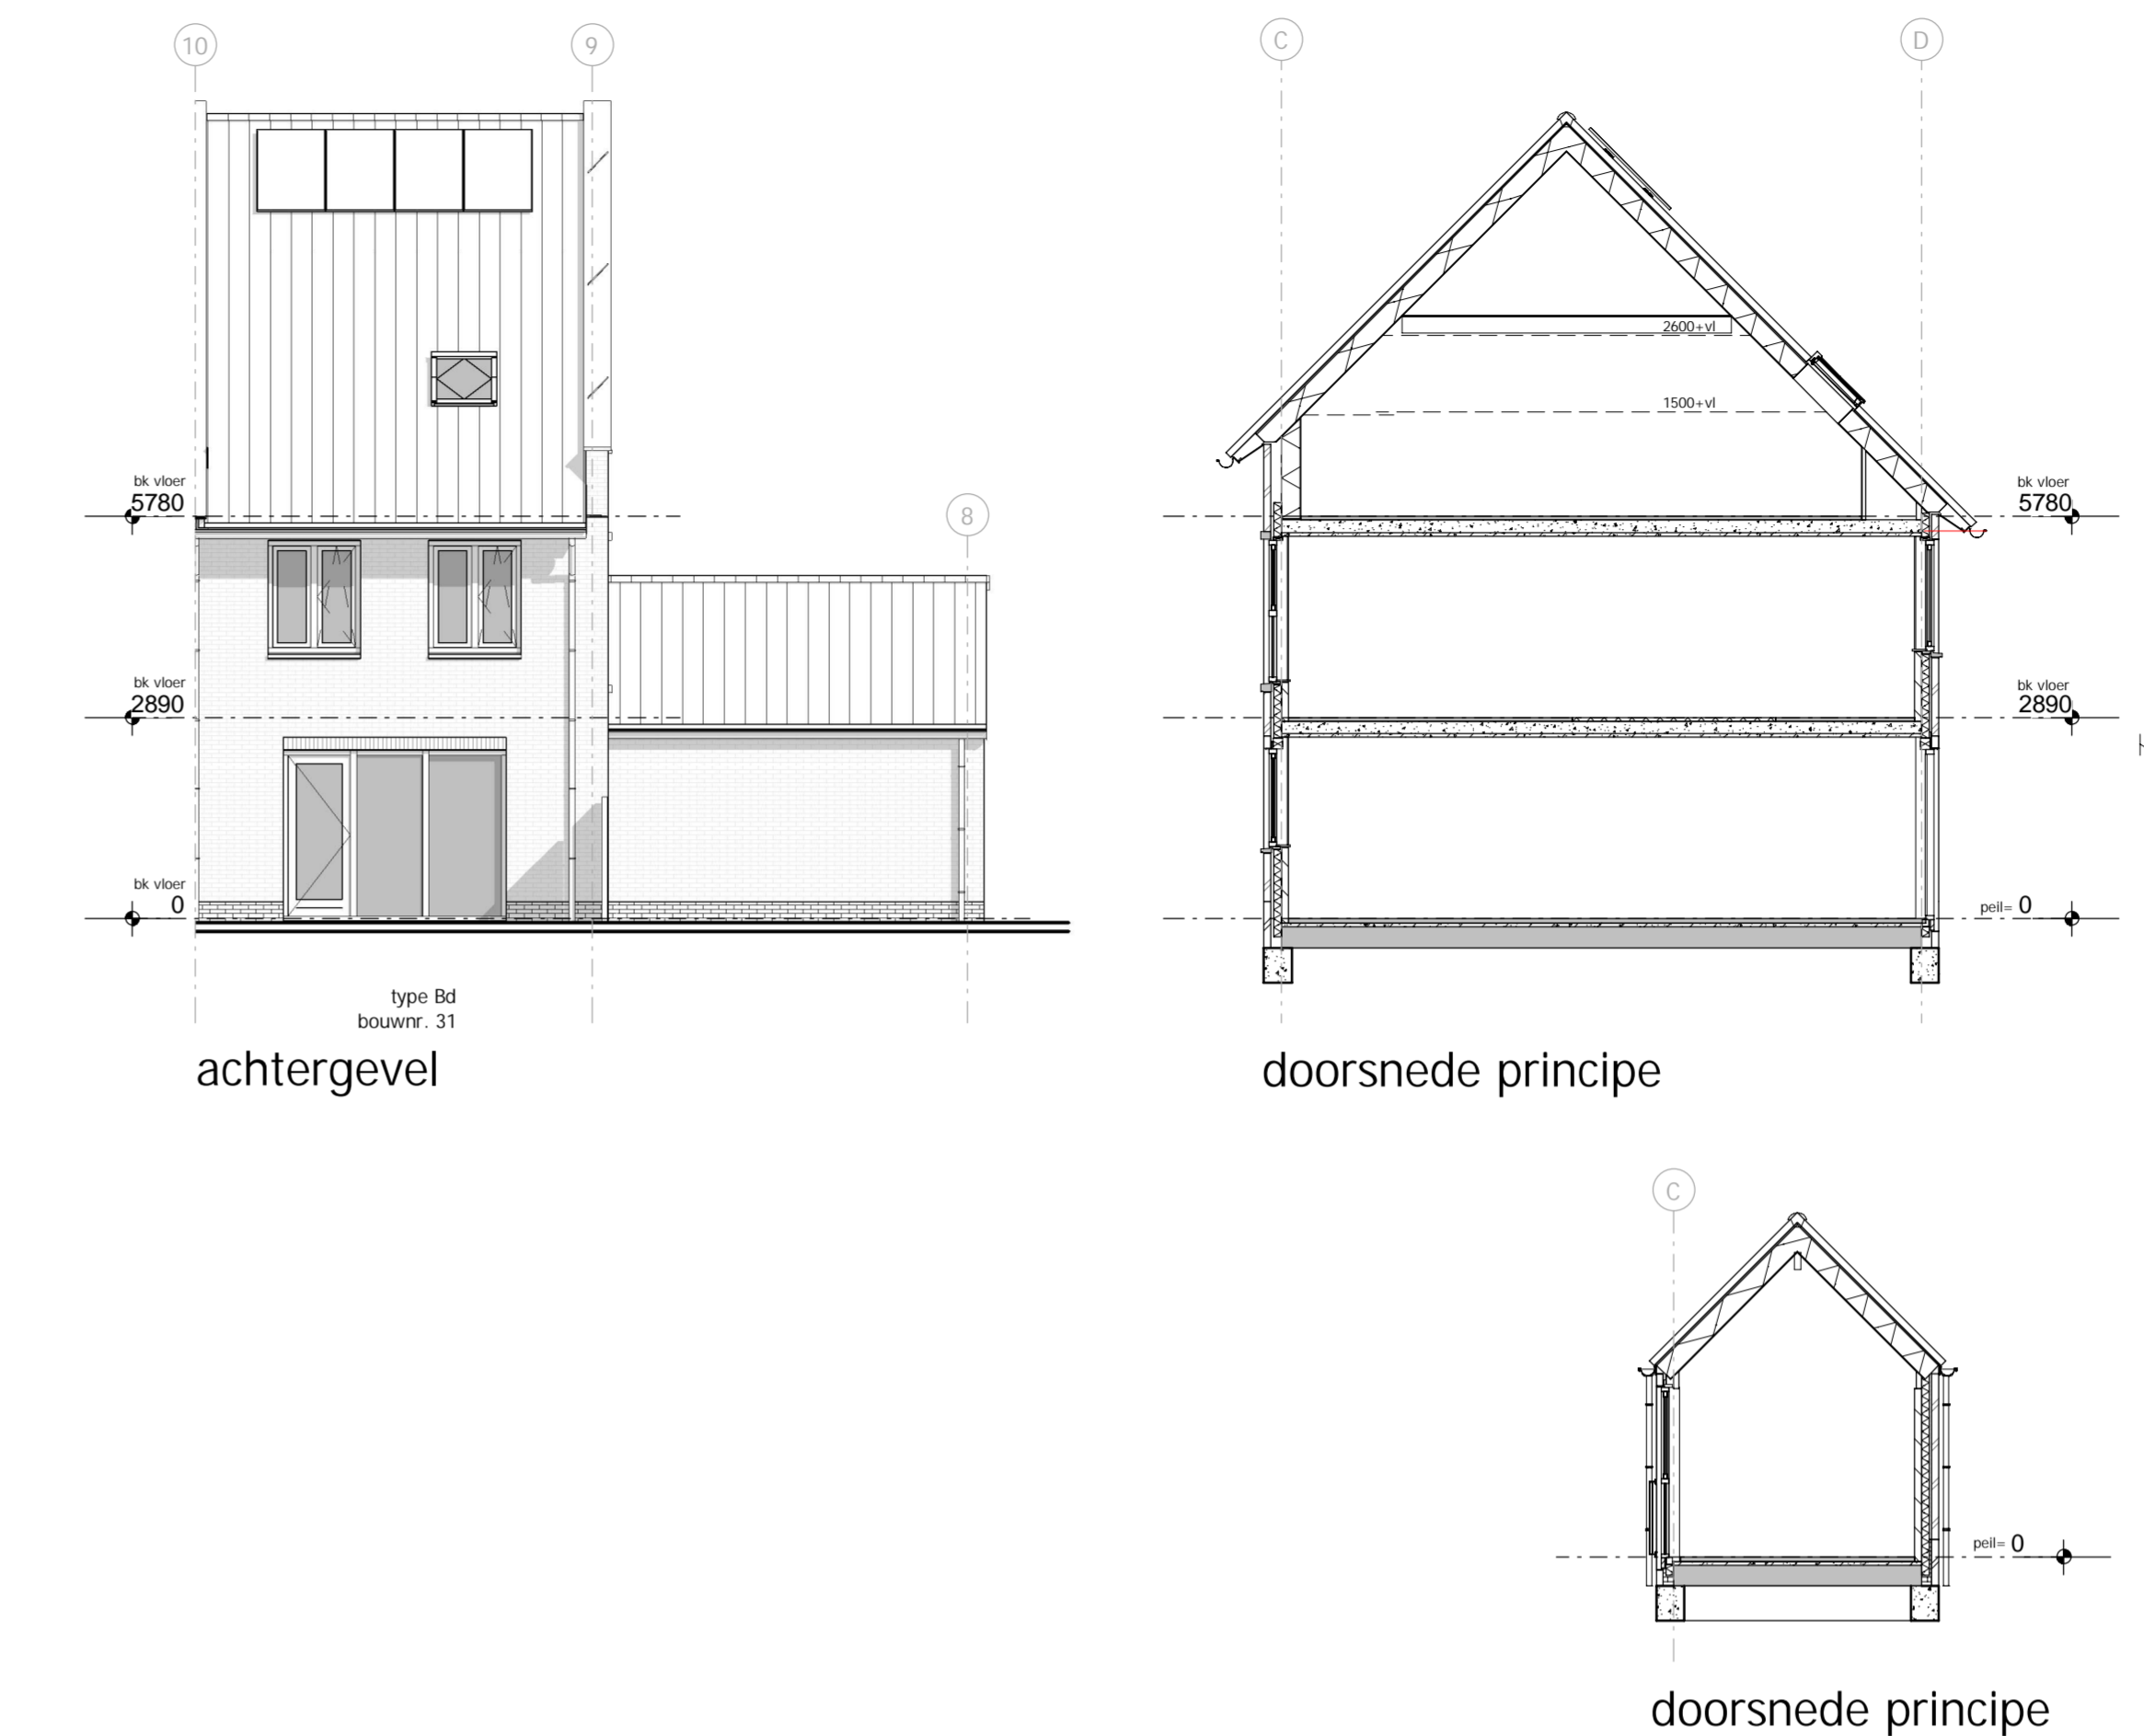 10
9
bk vloer
5780
8
bk vloer
2890
bk vloer
0
type Bd
bouwnr. 31
achtergevel
C
D
2600+vl
1500+vl
bk vloer
5780
bk vloer
2890
peil= 0
doorsnede principe
C
peil= 0
doorsnede principe